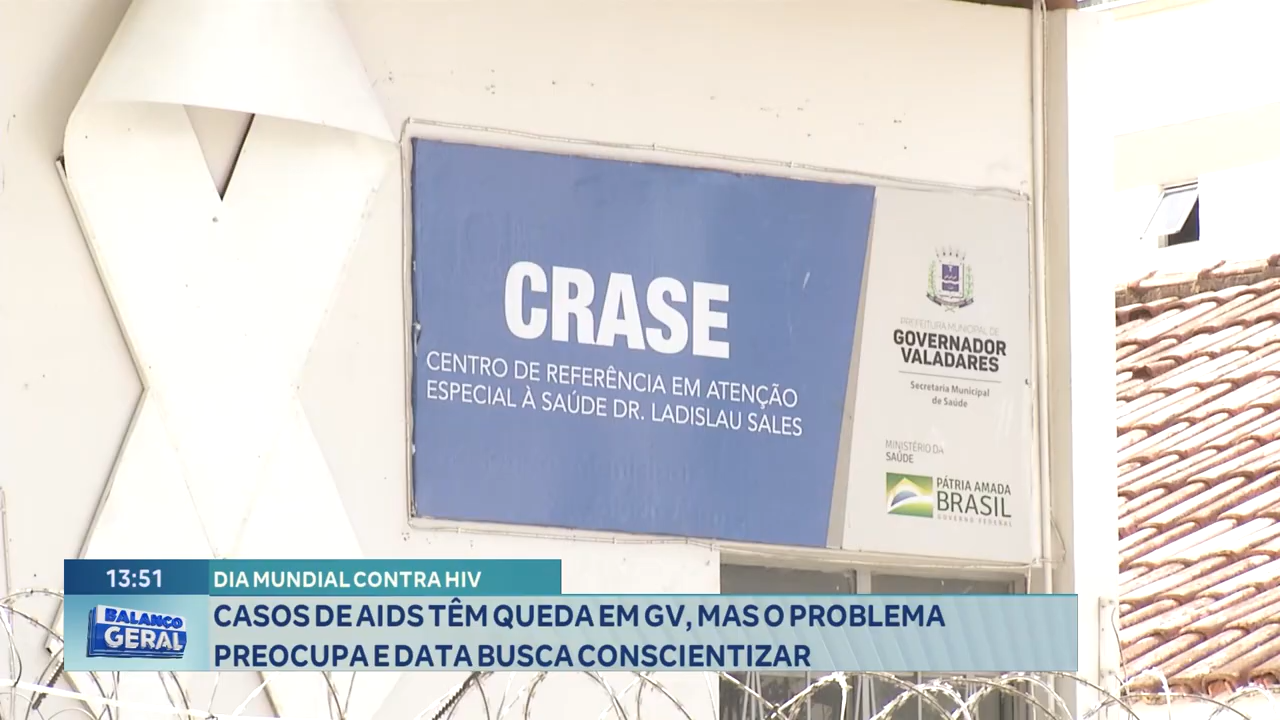 CRASE
CENTRO DE REFERÊNCIA EM ATENÇÃO
ESPECIAL À SAÚDE DR. LADISLAU SALES
PREFEITURA MUNICIPAL DE
GOVERNADOR
VALADARES
Secretaria Municipal
de Saúde
MINISTÉRIO DA
SAÚDE
PÁTRIA AMADA
BRASIL
GOVERNO FEDERAL
13:51
DIA MUNDIAL CONTRA HIV
BALANÇO
GERAL
CASOS DE AIDS TÊM QUEDA EM GV, MAS O PROBLEMA
PREOCUPA E DATA BUSCA CONSCIENTIZAR